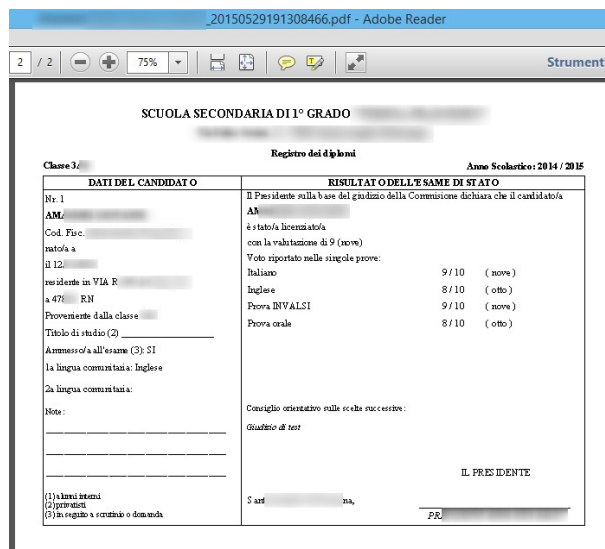 _20150529191308466.pdf - Adobe Reader
2 / 2 75% Strument
SCUOLA SECONDARIA DI 1° GRADO
Registro dei diplomi
Classe 3 Anno Scolastico: 2014 / 2015
DATI DEL CANDIDATO
Nr. 1
AM
Cod. Fisc.
nato/a a
il 12
residente in VIA R
a 478 RN
Proveniente dalla classe
Titolo di studio (2)
Ammesso/a all'esame (3): SI
1a lingua comunitaria: Inglese
2a lingua comunitaria:
Note:
(1) alunni interni
(2) privatisti
(3) in seguito a scrutinio o domanda
RISULTATO DELL'ESAME DI STATO
Il Presidente sulla base del giudizio della Commisione dichiara che il candidato/a
AM
è stato/a licenziato/a
con la valutazione di 9 (nove)
Voto riportato nelle singole prove:
Italiano 9 / 10 ( nove )
Inglese 8 / 10 ( otto )
Prova INVALSI 9 / 10 ( nove )
Prova orale 8 / 10 ( otto )
Consiglio orientativo sulle scelte successive:
Giudizio di test
IL PRESIDENTE
Sant na,
PR